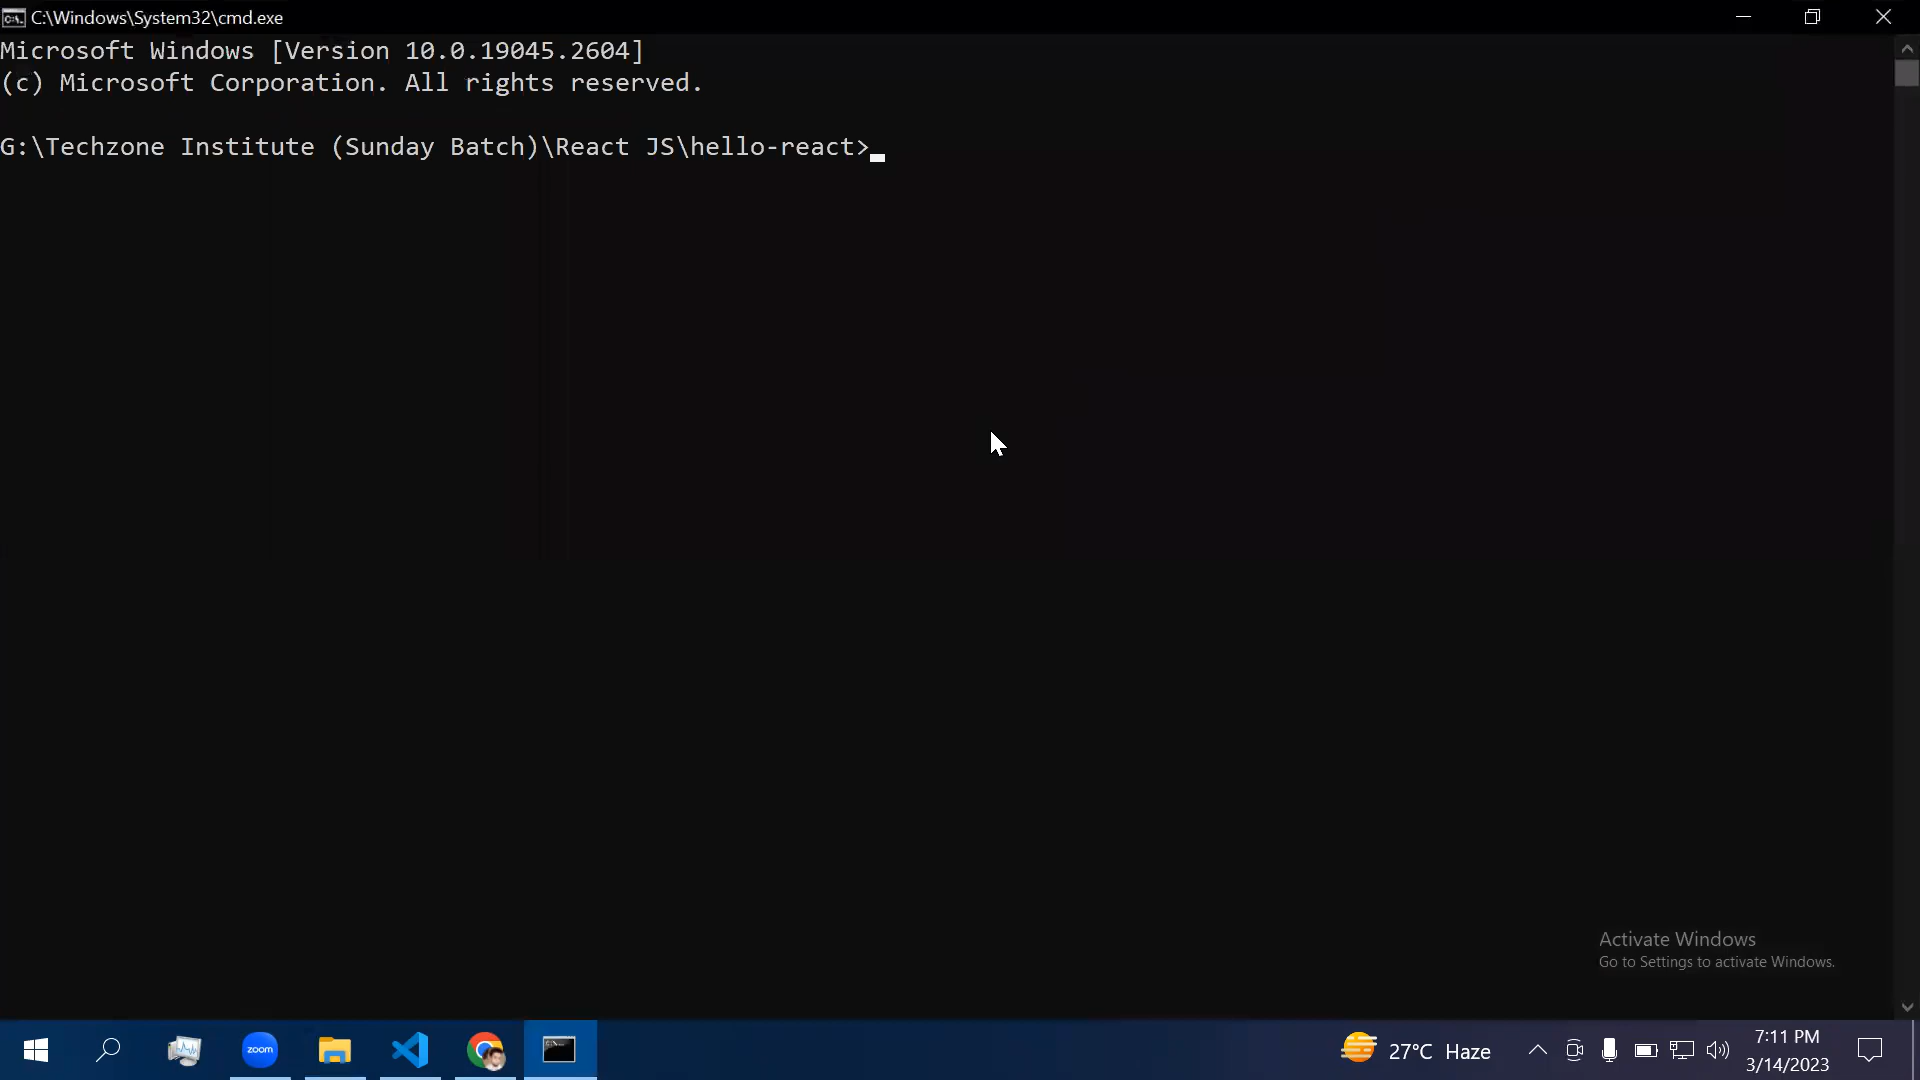 C:\Windows\System32\cmd.exe
Microsoft Windows [Version 10.0.19045.2604]
(c) Microsoft Corporation. All rights reserved.
G:\Techzone Institute (Sunday Batch)\React JS\hello-react>
Activate Windows
Go to Settings to activate Windows.
zoom
27°C Haze
7:11 PM
3/14/2023